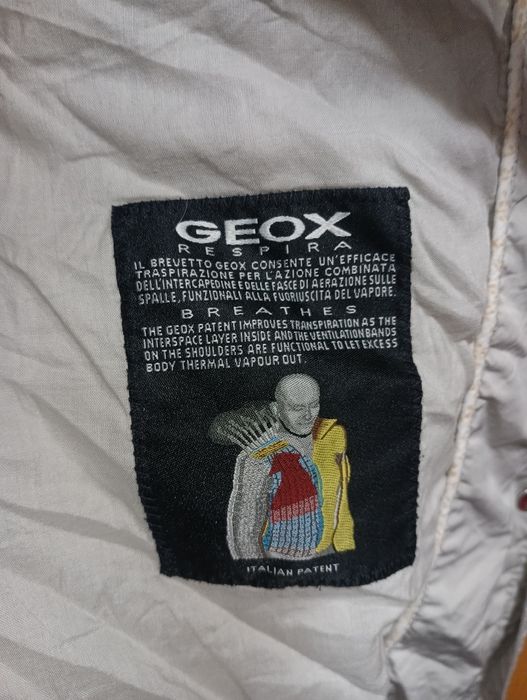 GEOX
RESPIRA
IL BREVETTO GEOX CONSENTE UN'EFFICACE
TRASPIRAZIONE PER L'AZIONE COMBINATA
DELL'INTERCAPEDINE E DELLE FASCE DI AERAZIONE SULLE
SPALLE, FUNZIONALI ALLA FUORIUSCITA DEL VAPORE.
BREATHES
THE GEOX PATENT IMPROVES TRANSPIRATION AS THE
INTERSPACE LAYER INSIDE AND THE VENTILATION BANDS
ON THE SHOULDERS ARE FUNCTIONAL TO LET EXCESS
BODY THERMAL VAPOUR OUT.
ITALIAN PATENT